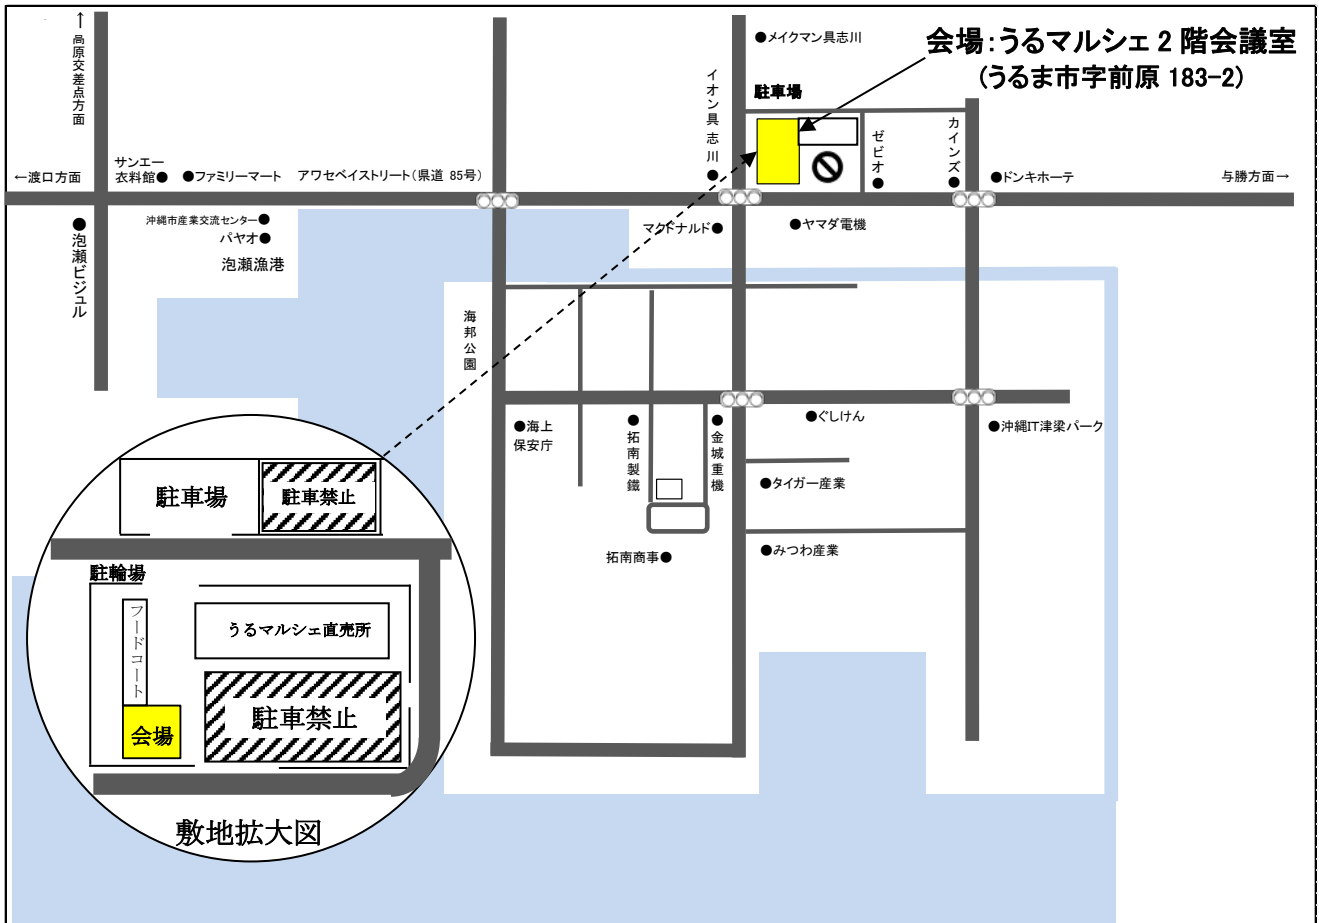 ↑高原交差点方面
●メイクマン具志川
会場：うるマルシェ２階会議室
(うるま市字前原 183-2)
イオン具志川●
駐車場
ゼビオ●
カインズ●
←渡口方面
サンエー
衣料館●
●ファミリーマート
アワセベイストリート（県道 85号）
●ドンキホーテ
与勝方面→
●泡瀬ビジュル
沖縄市産業交流センター●
パヤオ●
泡瀬漁港
マクドナルド●
●ヤマダ電機
海邦公園
●海上
保安庁
●拓南製鐵
●金城重機
●ぐしけん
●沖縄IT津梁パーク
●タイガー産業
拓南商事●
●みつわ産業
駐車場
駐車禁止
駐輪場
フードコート
うるマルシェ直売所
会場
駐車禁止
敷地拡大図